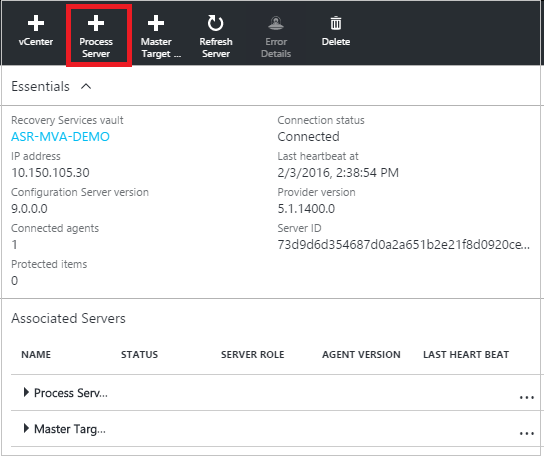 vCenter
Process Server
Master Target ...
Refresh Server
Error Details
Delete
Essentials
Recovery Services vault
ASR-MVA-DEMO
Connection status
Connected
IP address
10.150.105.30
Last heartbeat at
2/3/2016, 2:38:54 PM
Configuration Server version
9.0.0.0
Provider version
5.1.1400.0
Connected agents
1
Server ID
73d9d6d354687d0a2a651b2e21f8d0920ce...
Protected items
0
Associated Servers
NAME STATUS SERVER ROLE AGENT VERSION LAST HEART BEAT
Process Serv... ...
Master Targ... ...